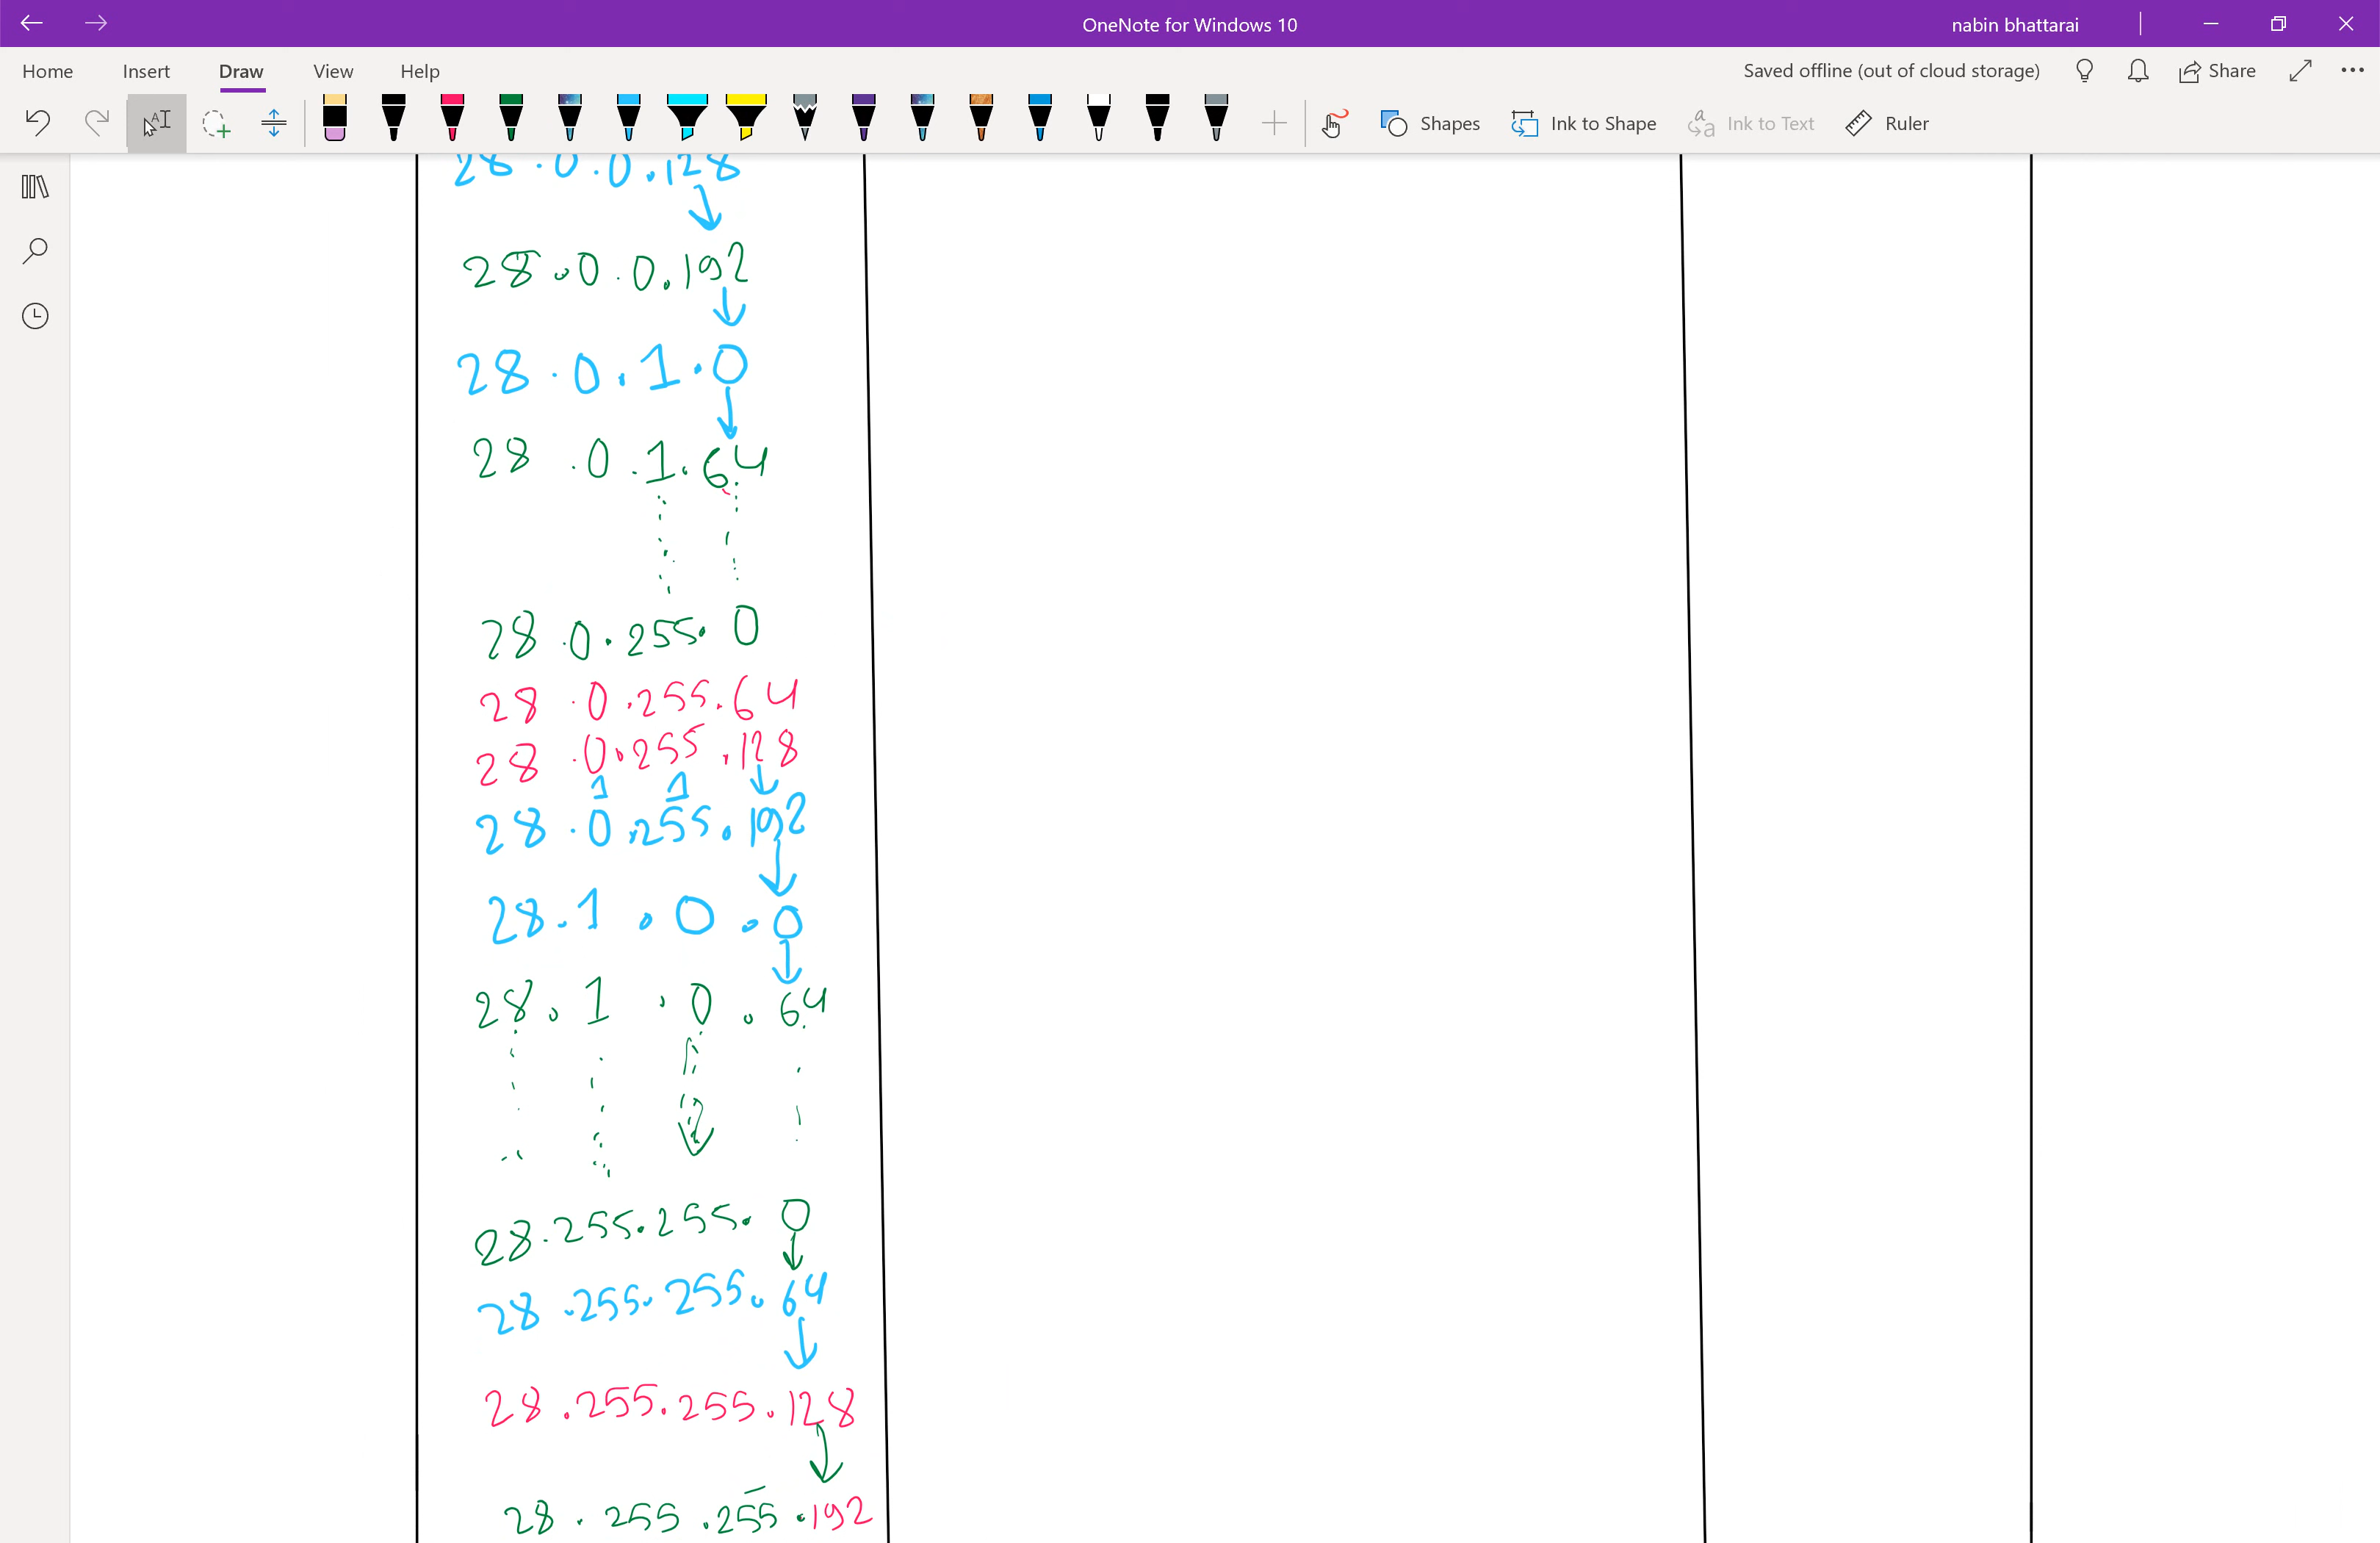 OneNote for Windows 10
nabin bhattarai
Home Insert Draw View Help
Saved offline (out of cloud storage)
Share
Shapes
Ink to Shape
Ink to Text
Ruler
28.0.0.128
28.0.0.192
28.0.1.0
28.0.1.64
28.0.255.0
28.0.255.64
28.0.255.128
1 1
28.0.255.192
28.1.0.0
28.1.0.64
28.255.255.0
28.255.255.64
28.255.255.128
28.255.255.192